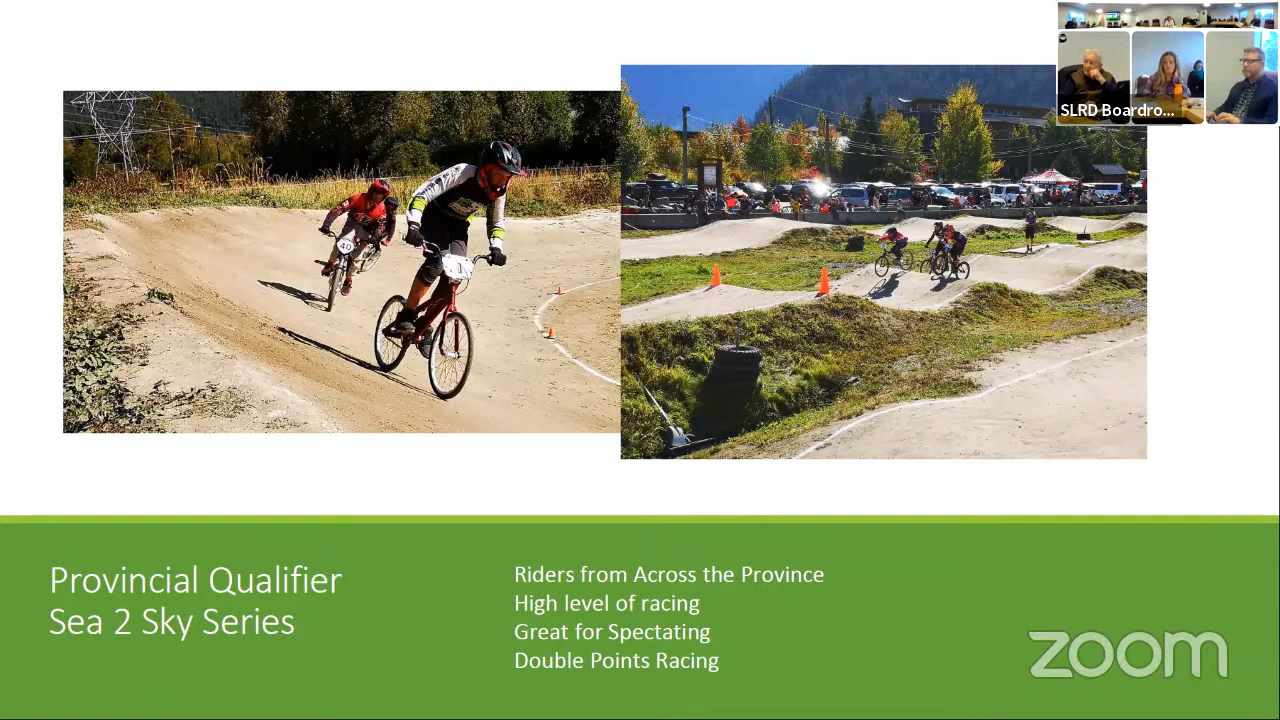 SLRD Boardro...
40
Provincial Qualifier
Sea 2 Sky Series
Riders from Across the Province
High level of racing
Great for Spectating
Double Points Racing
zoom